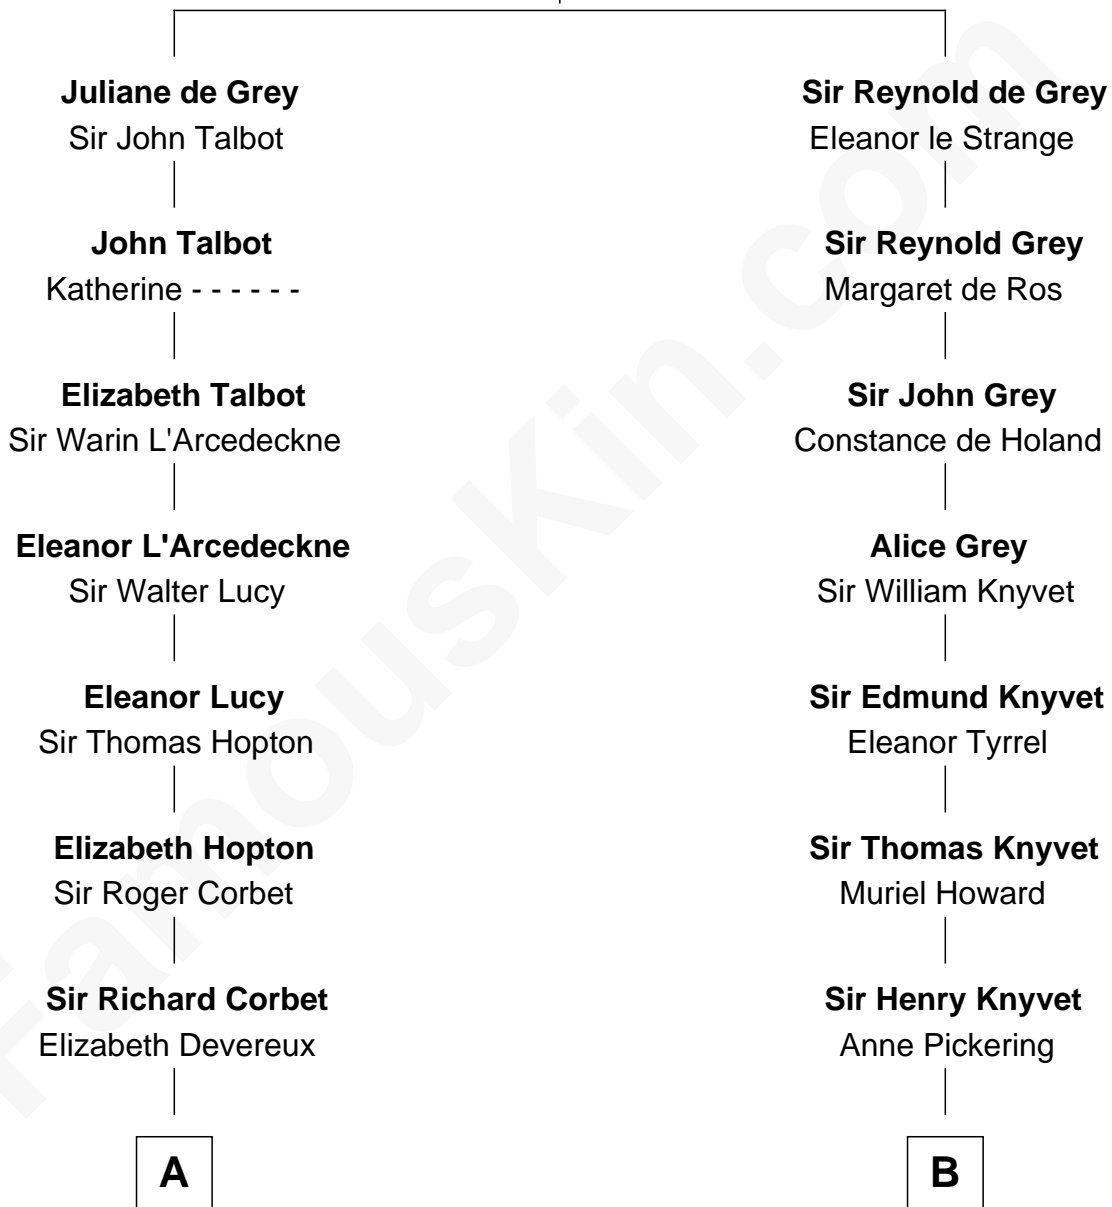 Juliane de Grey
Sir John Talbot
John Talbot
Katherine - - - - - -
Elizabeth Talbot
Sir Warin L'Arcedeckne
Eleanor L'Arcedeckne
Sir Walter Lucy
Eleanor Lucy
Sir Thomas Hopton
Elizabeth Hopton
Sir Roger Corbet
Sir Richard Corbet
Elizabeth Devereux
A
Sir Reynold de Grey
Eleanor le Strange
Sir Reynold Grey
Margaret de Ros
Sir John Grey
Constance de Holand
Alice Grey
Sir William Knyvet
Sir Edmund Knyvet
Eleanor Tyrrel
Sir Thomas Knyvet
Muriel Howard
Sir Henry Knyvet
Anne Pickering
B
FamousKin.com